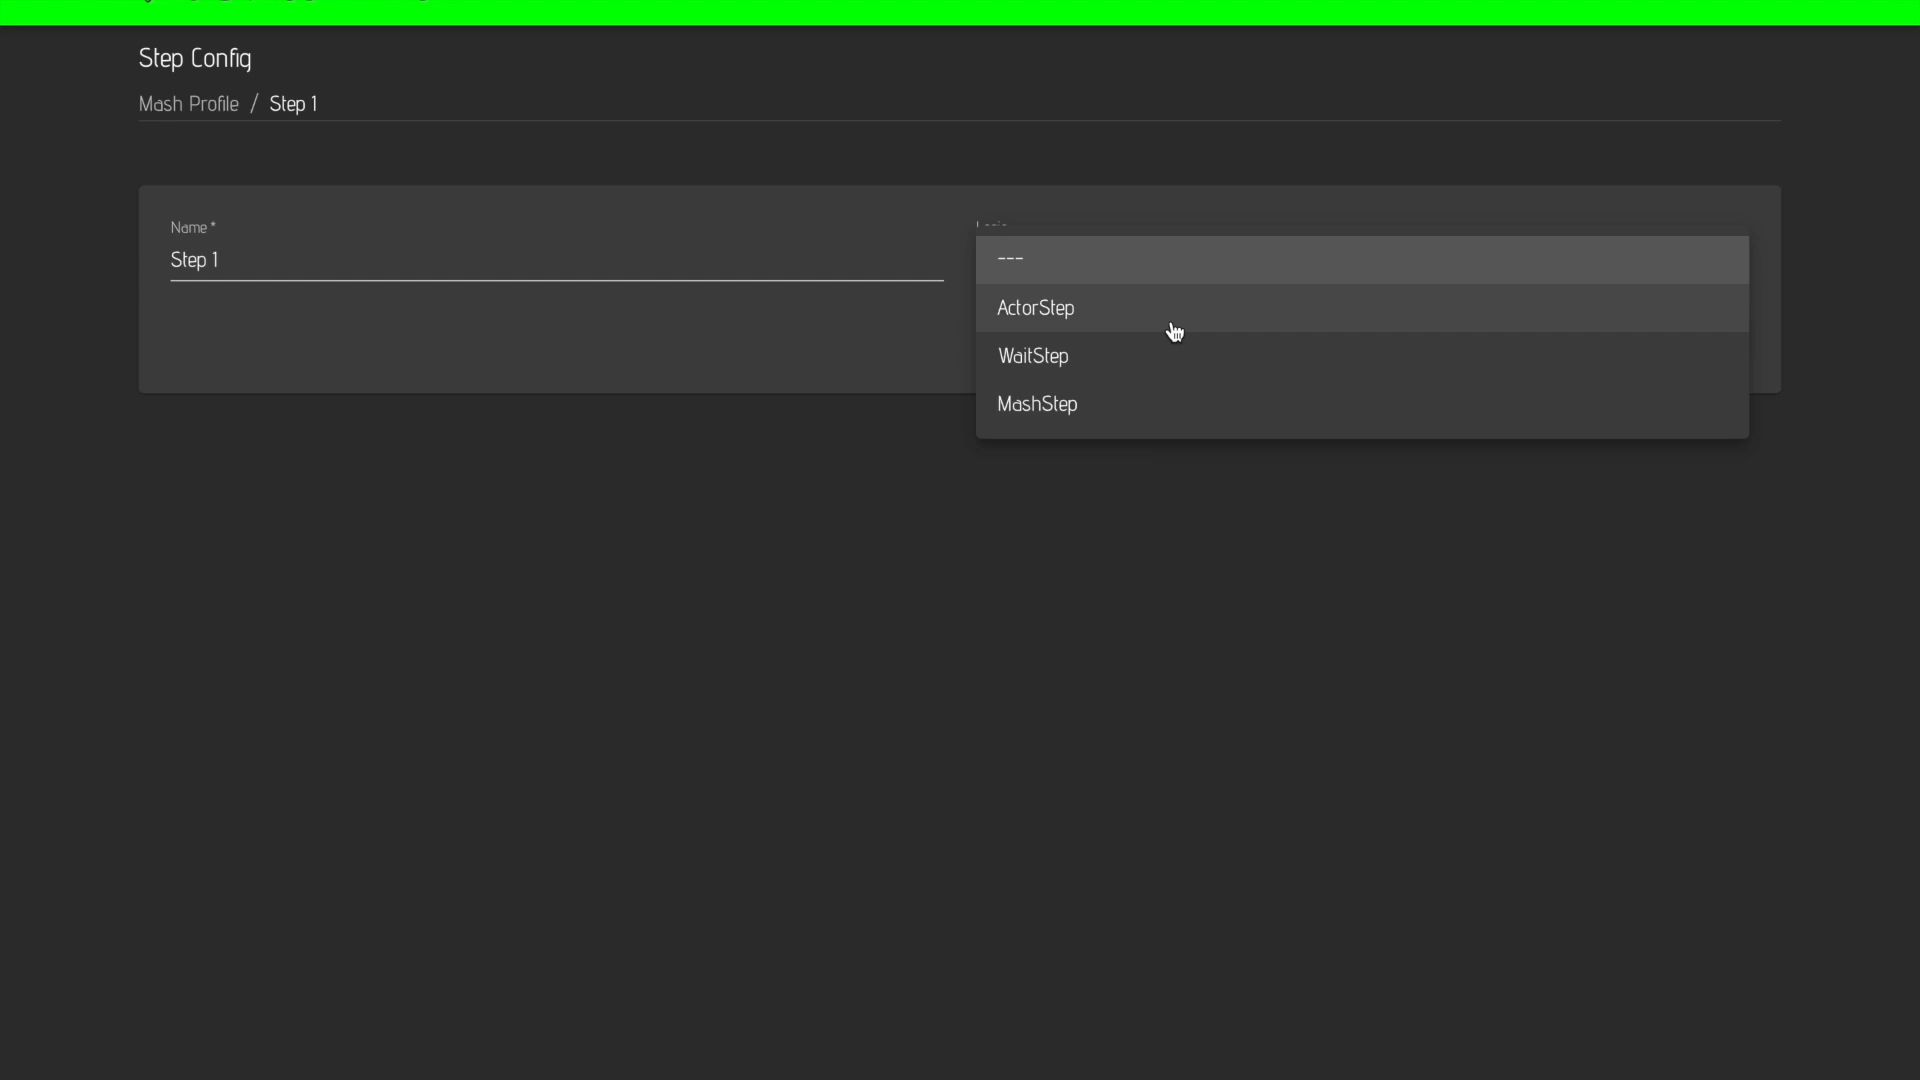 Step Config
Mash Profile / Step 1
Name *
Step 1
---
ActorStep
WaitStep
MashStep